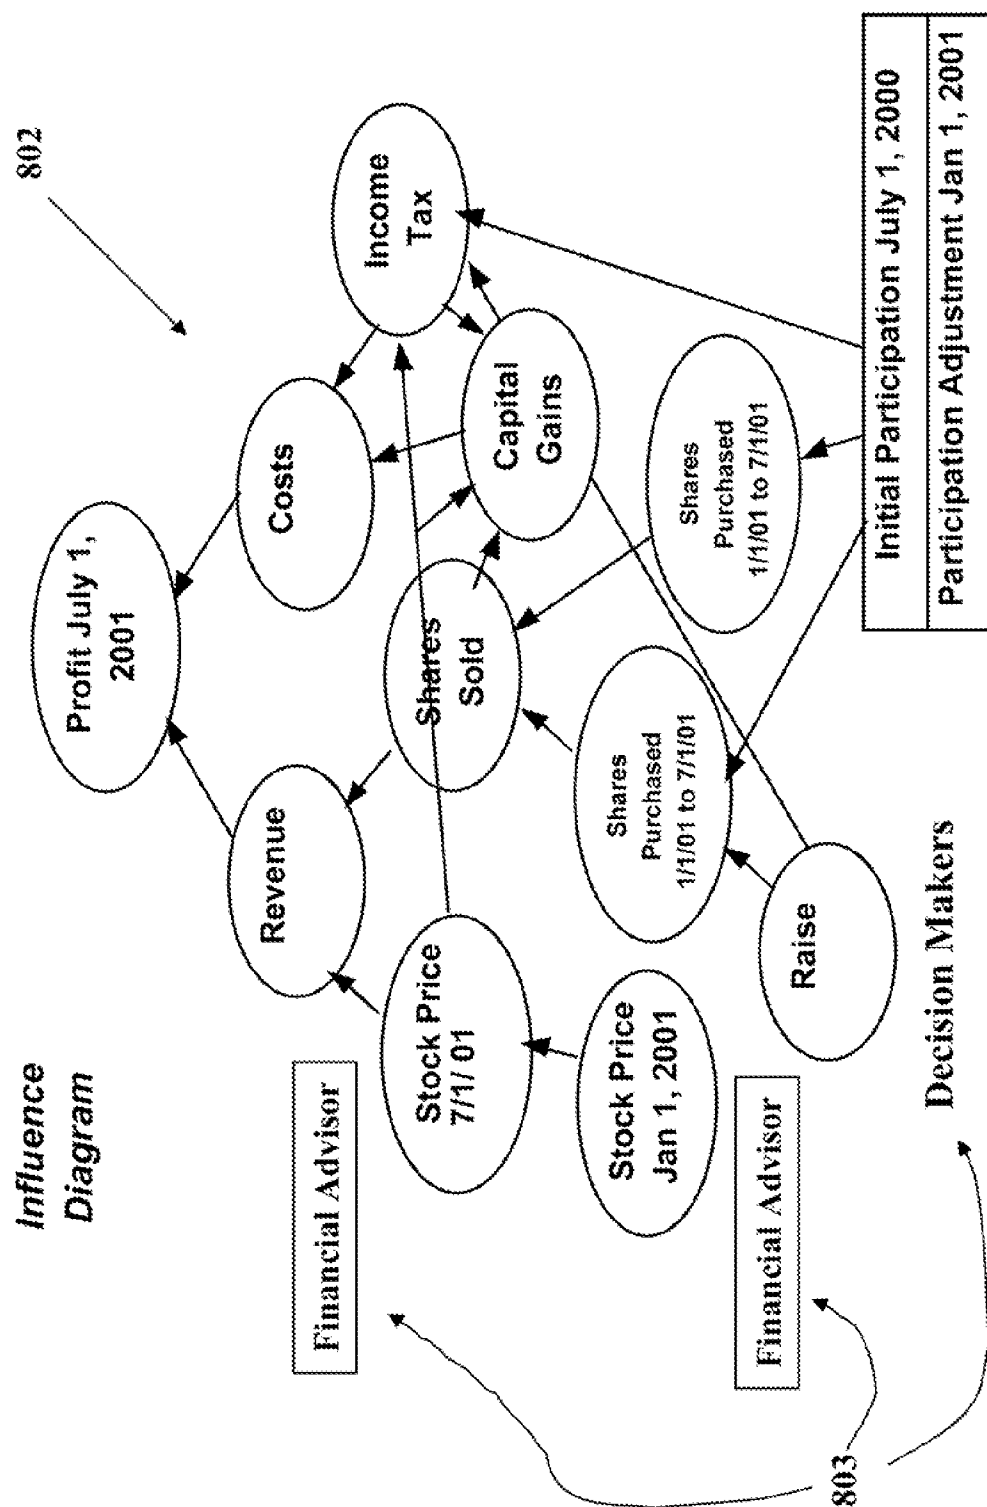 Influence
Diagram
802
Profit July 1,
2001
Revenue
Costs
Financial Advisor
Stock Price
7/1/ 01
Shares
Sold
Income
Tax
Capital
Gains
Stock Price
Jan 1, 2001
Shares
Purchased
1/1/01 to 7/1/01
Shares
Purchased
1/1/01 to 7/1/01
Financial Advisor
Raise
803
Decision Makers
Initial Participation July 1, 2000
Participation Adjustment Jan 1, 2001